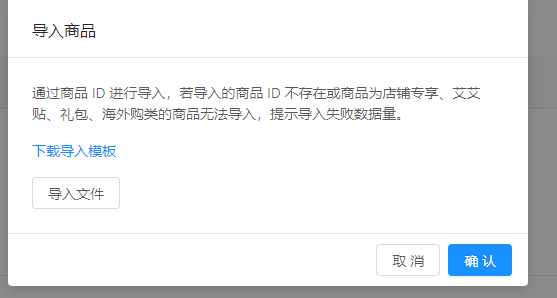 导入商品
通过商品 ID 进行导入，若导入的商品 ID 不存在或商品为店铺专享、艾艾
贴、礼包、海外购类的商品无法导入，提示导入失败数据量。
下载导入模板
导入文件
取 消
确 认